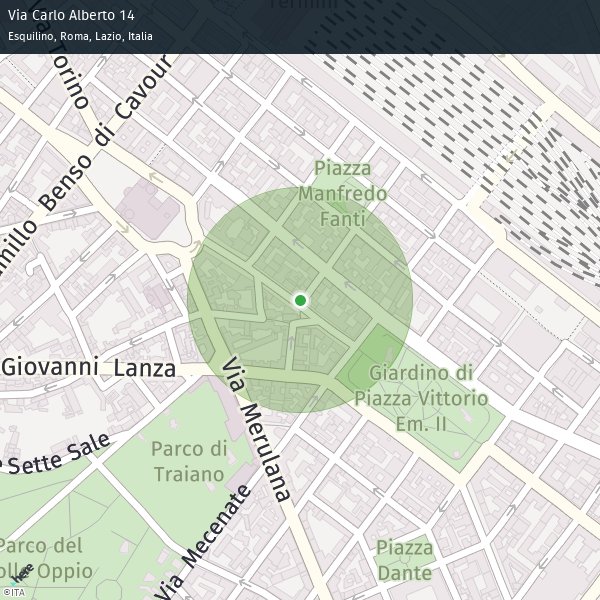 Via Carlo Alberto 14
Esquilino, Roma, Lazio, Italia
Termini
Via Torino
Camillo Benso di Cavour
Piazza
Manfredo
Fanti
Giovanni Lanza
Via Merulana
Giardino di
Piazza Vittorio
Em. II
Sette Sale
Parco di
Traiano
Via Mecenate
Parco del
Colle Oppio
Piazza
Dante
here
©ITA